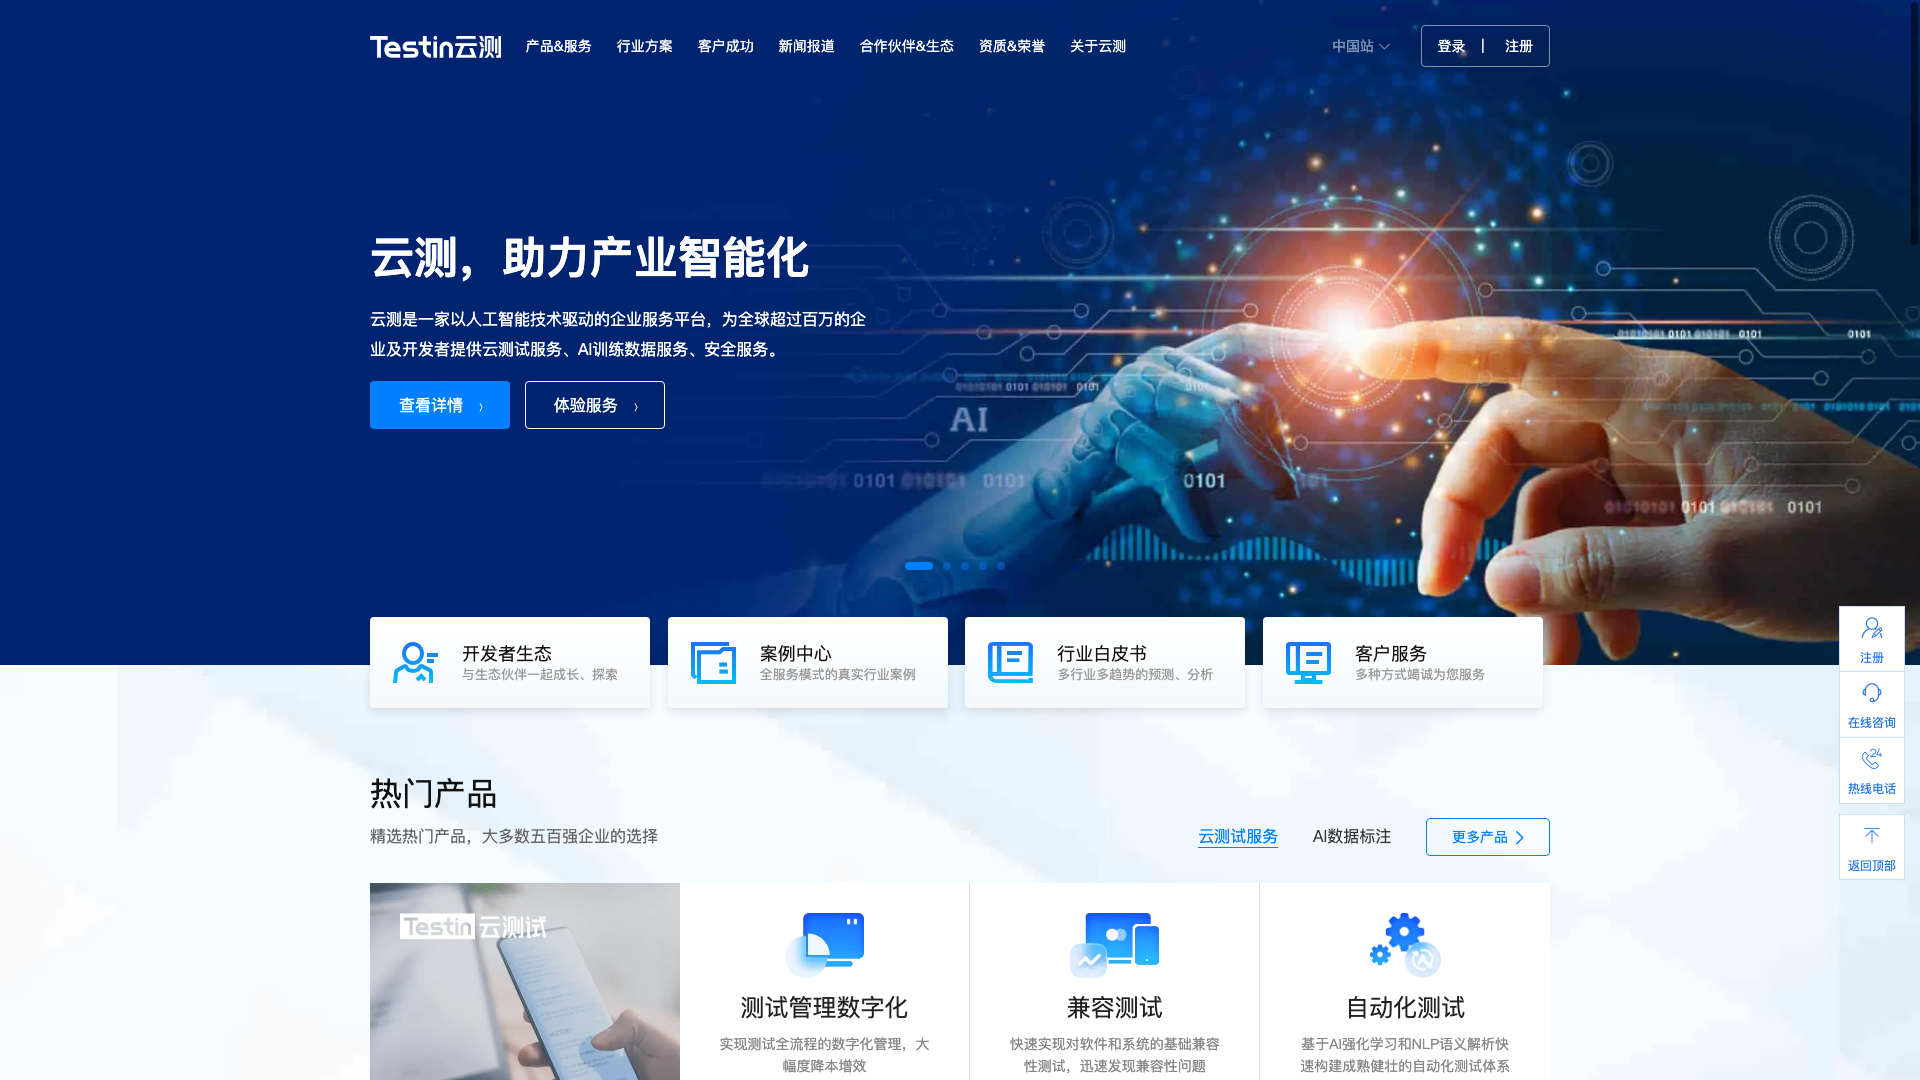 Testin云测
产品&服务
行业方案
客户成功
新闻报道
合作伙伴&生态
资质&荣誉
关于云测
中国站
登录 | 注册
云测，助力产业智能化
云测是一家以人工智能技术驱动的企业服务平台，为全球超过百万的企
业及开发者提供云测试服务、AI训练数据服务、安全服务。
查看详情 ›
体验服务 ›
0101
0101
0101
0101
AI
0101
0101
0101
0101
0101
0101
开发者生态
与生态伙伴一起成长、探索
案例中心
全服务模式的真实行业案例
行业白皮书
多行业多趋势的预测、分析
客户服务
多种方式竭诚为您服务
注册
在线咨询
24
热线电话
返回顶部
热门产品
精选热门产品，大多数五百强企业的选择
云测试服务
AI数据标注
更多产品
Testin 云测试
测试管理数字化
实现测试全流程的数字化管理，大
幅度降本增效
兼容测试
快速实现对软件和系统的基础兼容
性测试，迅速发现兼容性问题
自动化测试
基于AI强化学习和NLP语义解析快
速构建成熟健壮的自动化测试体系